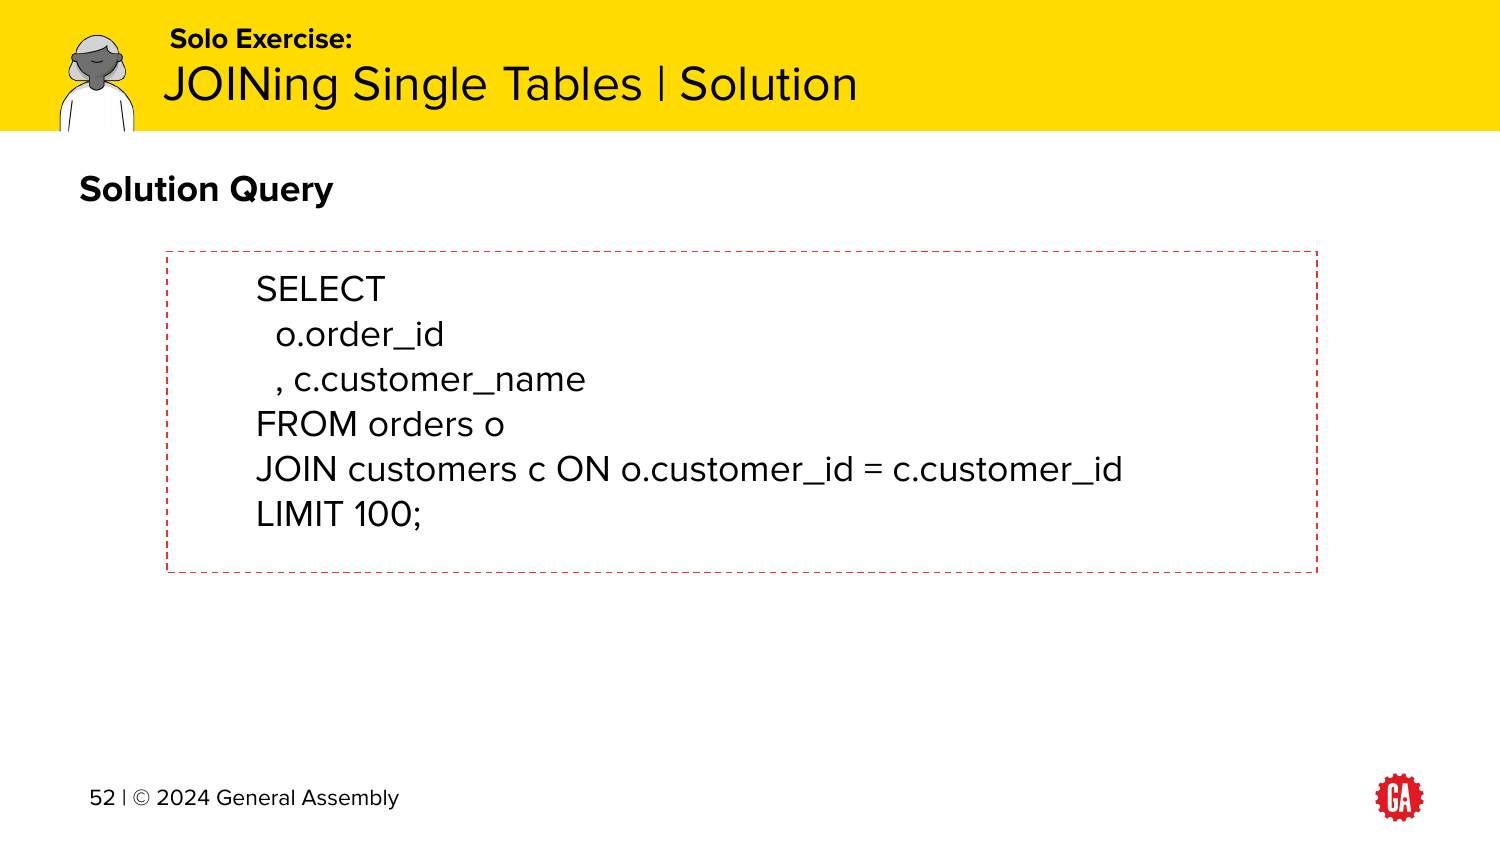 Solo Exercise:
JOINing Single Tables | Solution
Solution Query
SELECT
o.order_id
, c.customer_name
FROM orders o
JOIN customers c ON o.customer_id = c.customer_id
LIMIT 100;
52 | © 2024 General Assembly
GA